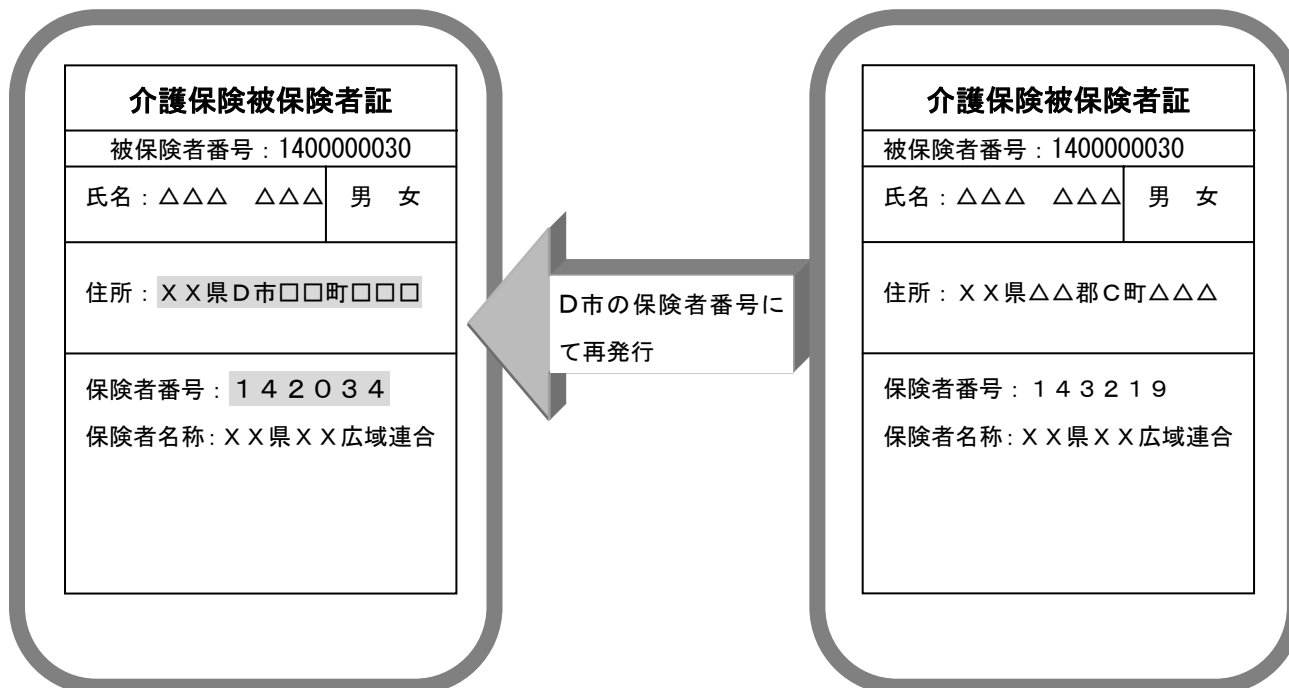 介護保険被保険者証
被保険者番号：1400000030
氏名：△△△　△△△　男　女
住所：ＸＸ県Ｄ市□□町□□□
保険者番号：１４２０３４
保険者名称：ＸＸ県ＸＸ広域連合
Ｄ市の保険者番号に
て再発行
介護保険被保険者証
被保険者番号：1400000030
氏名：△△△　△△△　男　女
住所：ＸＸ県△△郡Ｃ町△△△
保険者番号：１４３２１９
保険者名称：ＸＸ県ＸＸ広域連合